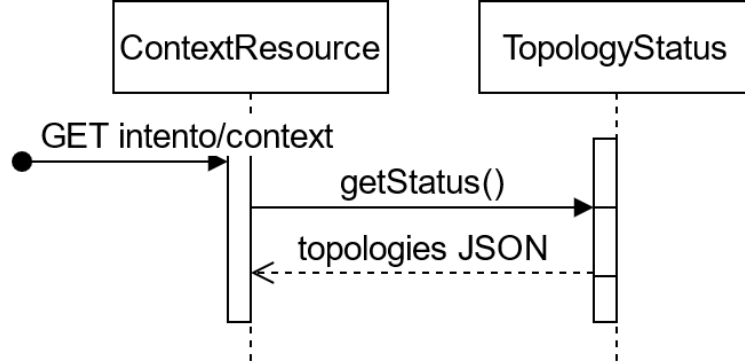 ContextResource
TopologyStatus
GET intento/context
getStatus()
topologies JSON